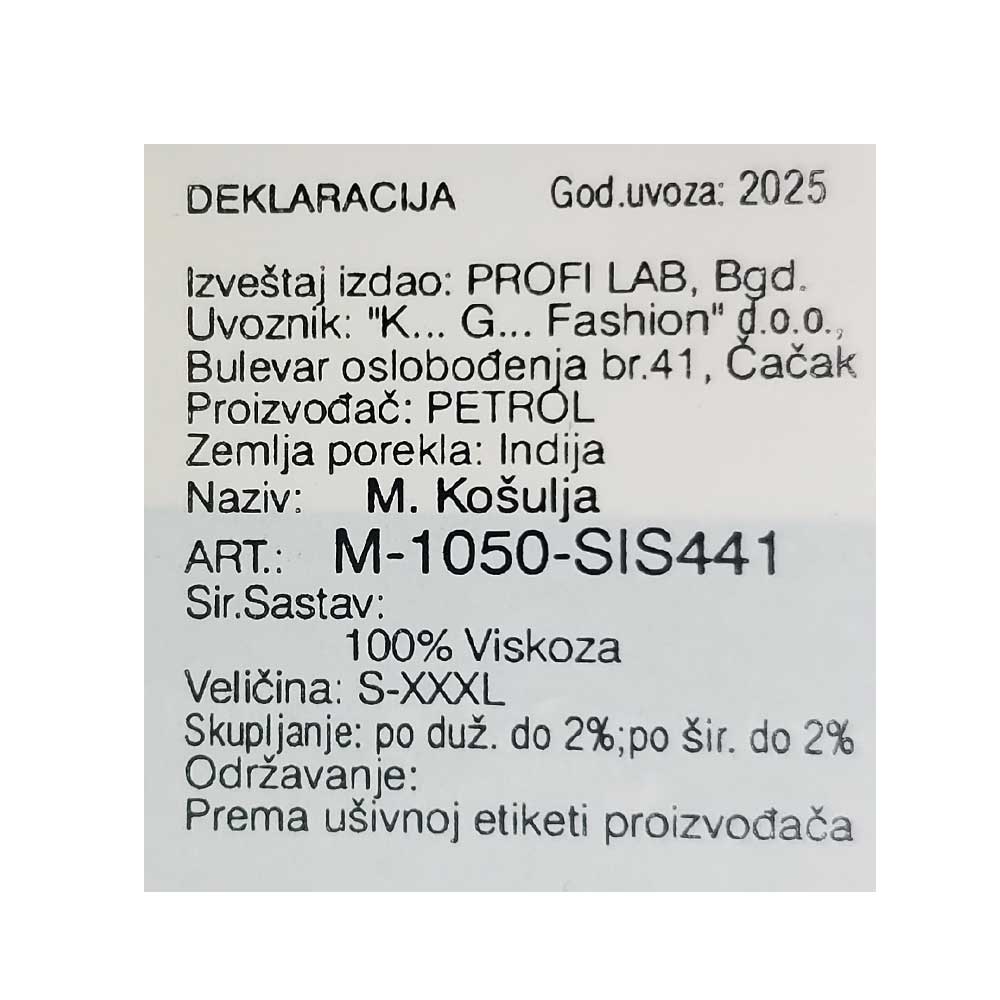 DEKLARACIJA God.uvoza: 2025
Izveštaj izdao: PROFI LAB, Bgd.
Uvoznik: "K... G... Fashion" d.o.o.,
Bulevar oslobođenja br.41, Čačak
Proizvođač: PETROL
Zemlja porekla: Indija
Naziv: M. Košulja
ART.: M-1050-SIS441
Sir.Sastav:
100% Viskoza
Veličina: S-XXXL
Skupljanje: po duž. do 2%;po šir. do 2%
Održavanje:
Prema ušivnoj etiketi proizvođača